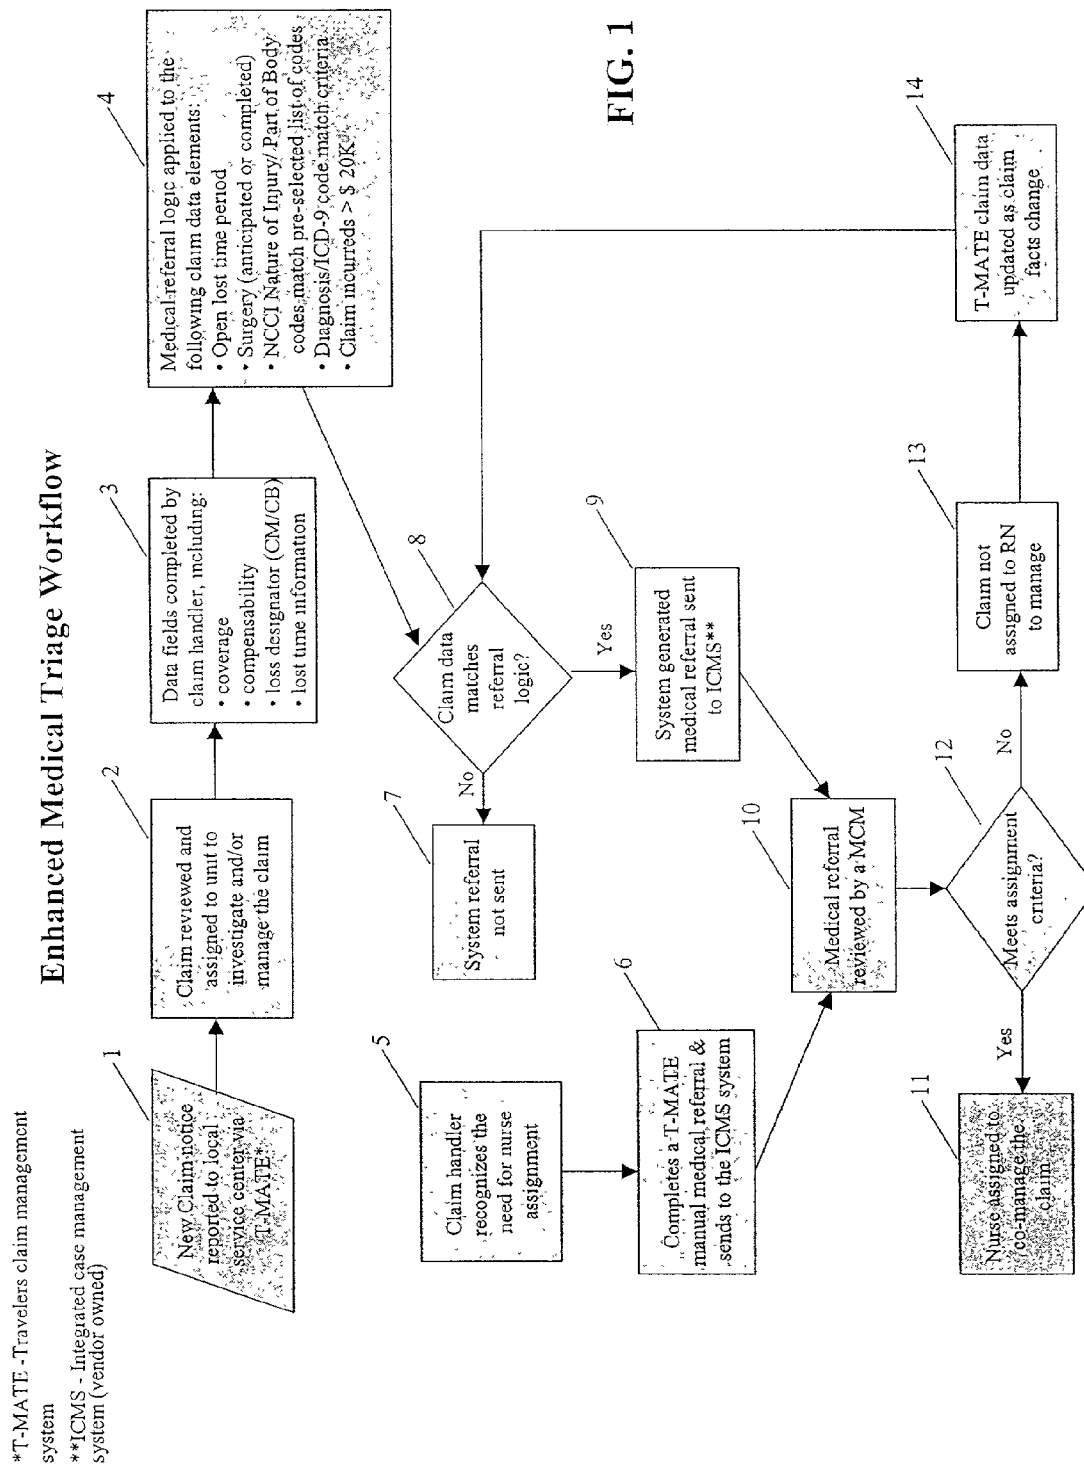 *T-MATE -Travelers claim management
system
**ICMS - Integrated case management
system (vendor owned)
Enhanced Medical Triage Workflow
1
New Claim notice
reported to local
service center via
T-MATE*
2
Claim reviewed and
assigned to unit to
investigate and/or
manage the claim
3
Data fields completed by
claim handler, including:
• coverage
• compensability
• loss designator (CM/CB)
• lost time information
4
Medical referral logic applied to the
following claim data elements:
• Open lost time period
• Surgery (anticipated or completed)
• NCCI Nature of Injury/ Part of Body
codes match pre-selected list of codes
• Diagnosis/ICD-9 code match criteria
• Claim incurreds > $ 20K
5
Claim handler
recognizes the
need for nurse
assignment
6
Completes a T-MATE
manual medical referral &
sends to the ICMS system
7
System referral
not sent
No
8
Claim data
matches
referral
logic?
Yes
9
System generated
medical referral sent
to ICMS**
10
Medical referral
reviewed by a MCM
11
Nurse assigned to
co-manage the
claim
Yes
12
Meets assignment
criteria?
No
13
Claim not
assigned to RN
to manage
14
T-MATE claim data
updated as claim
facts change
FIG. 1